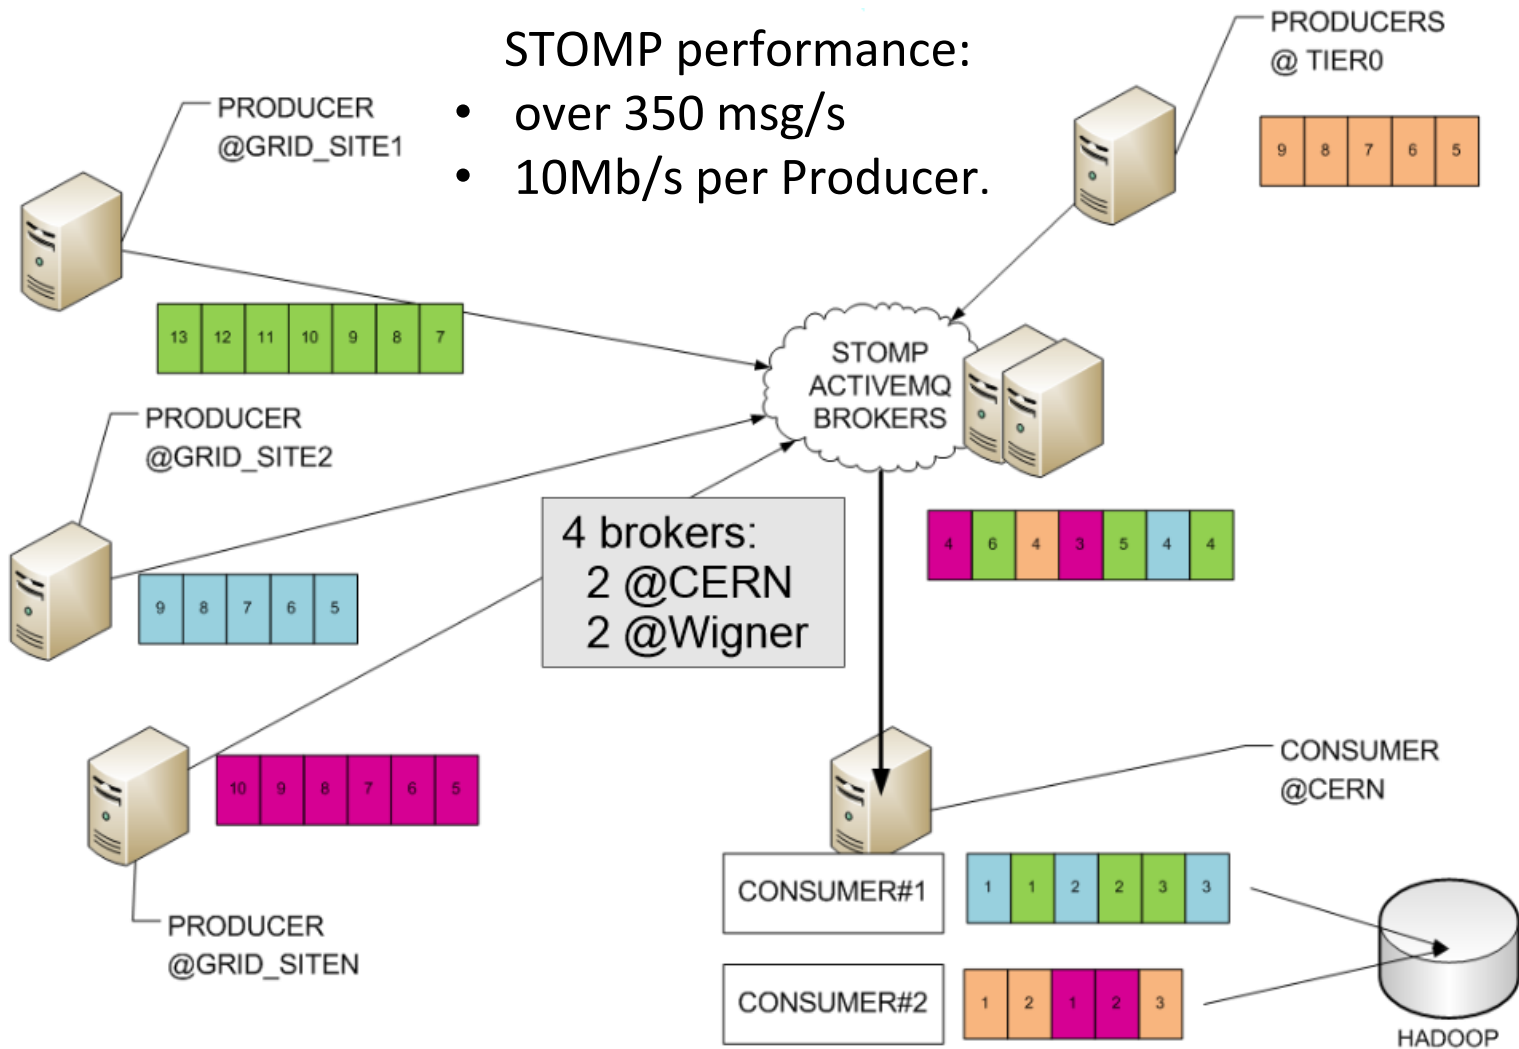 STOMP performance:
• over 350 msg/s
• 10Mb/s per Producer.
PRODUCERS
@ TIER0
9 8 7 6 5
PRODUCER
@GRID_SITE1
13 12 11 10 9 8 7
STOMP
ACTIVEMQ
BROKERS
PRODUCER
@GRID_SITE2
9 8 7 6 5
4 brokers:
2 @CERN
2 @Wigner
4 6 4 3 5 4 4
10 9 8 7 6 5
PRODUCER
@GRID_SITEN
CONSUMER
@CERN
CONSUMER#1
1 1 2 2 3 3
CONSUMER#2
1 2 1 2 3
HADOOP